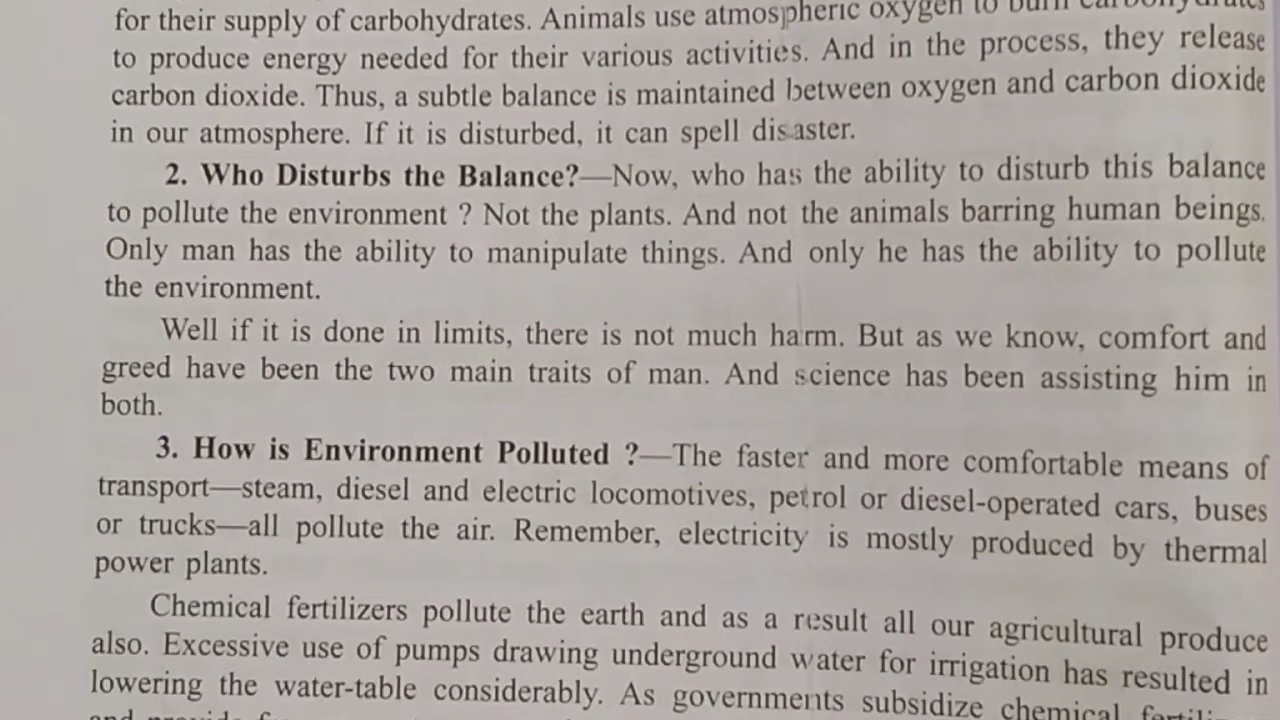 for their supply of carbohydrates. Animals use atmospheric oxygen to burn carbohydrates
to produce energy needed for their various activities. And in the process, they release
carbon dioxide. Thus, a subtle balance is maintained between oxygen and carbon dioxide
in our atmosphere. If it is disturbed, it can spell disaster.
2. Who Disturbs the Balance?—Now, who has the ability to disturb this balance
to pollute the environment ? Not the plants. And not the animals barring human beings.
Only man has the ability to manipulate things. And only he has the ability to pollute
the environment.
Well if it is done in limits, there is not much harm. But as we know, comfort and
greed have been the two main traits of man. And science has been assisting him in
both.
3. How is Environment Polluted ?—The faster and more comfortable means of
transport—steam, diesel and electric locomotives, petrol or diesel-operated cars, buses
or trucks—all pollute the air. Remember, electricity is mostly produced by thermal
power plants.
Chemical fertilizers pollute the earth and as a result all our agricultural produce
also. Excessive use of pumps drawing underground water for irrigation has resulted in
lowering the water-table considerably. As governments subsidize chemical